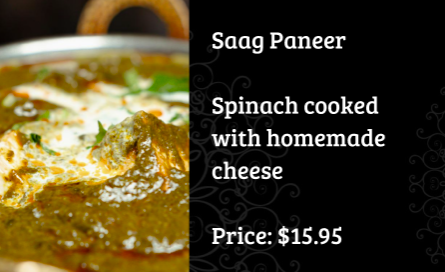 Saag Paneer
Spinach cooked
with homemade
cheese
Price: $15.95